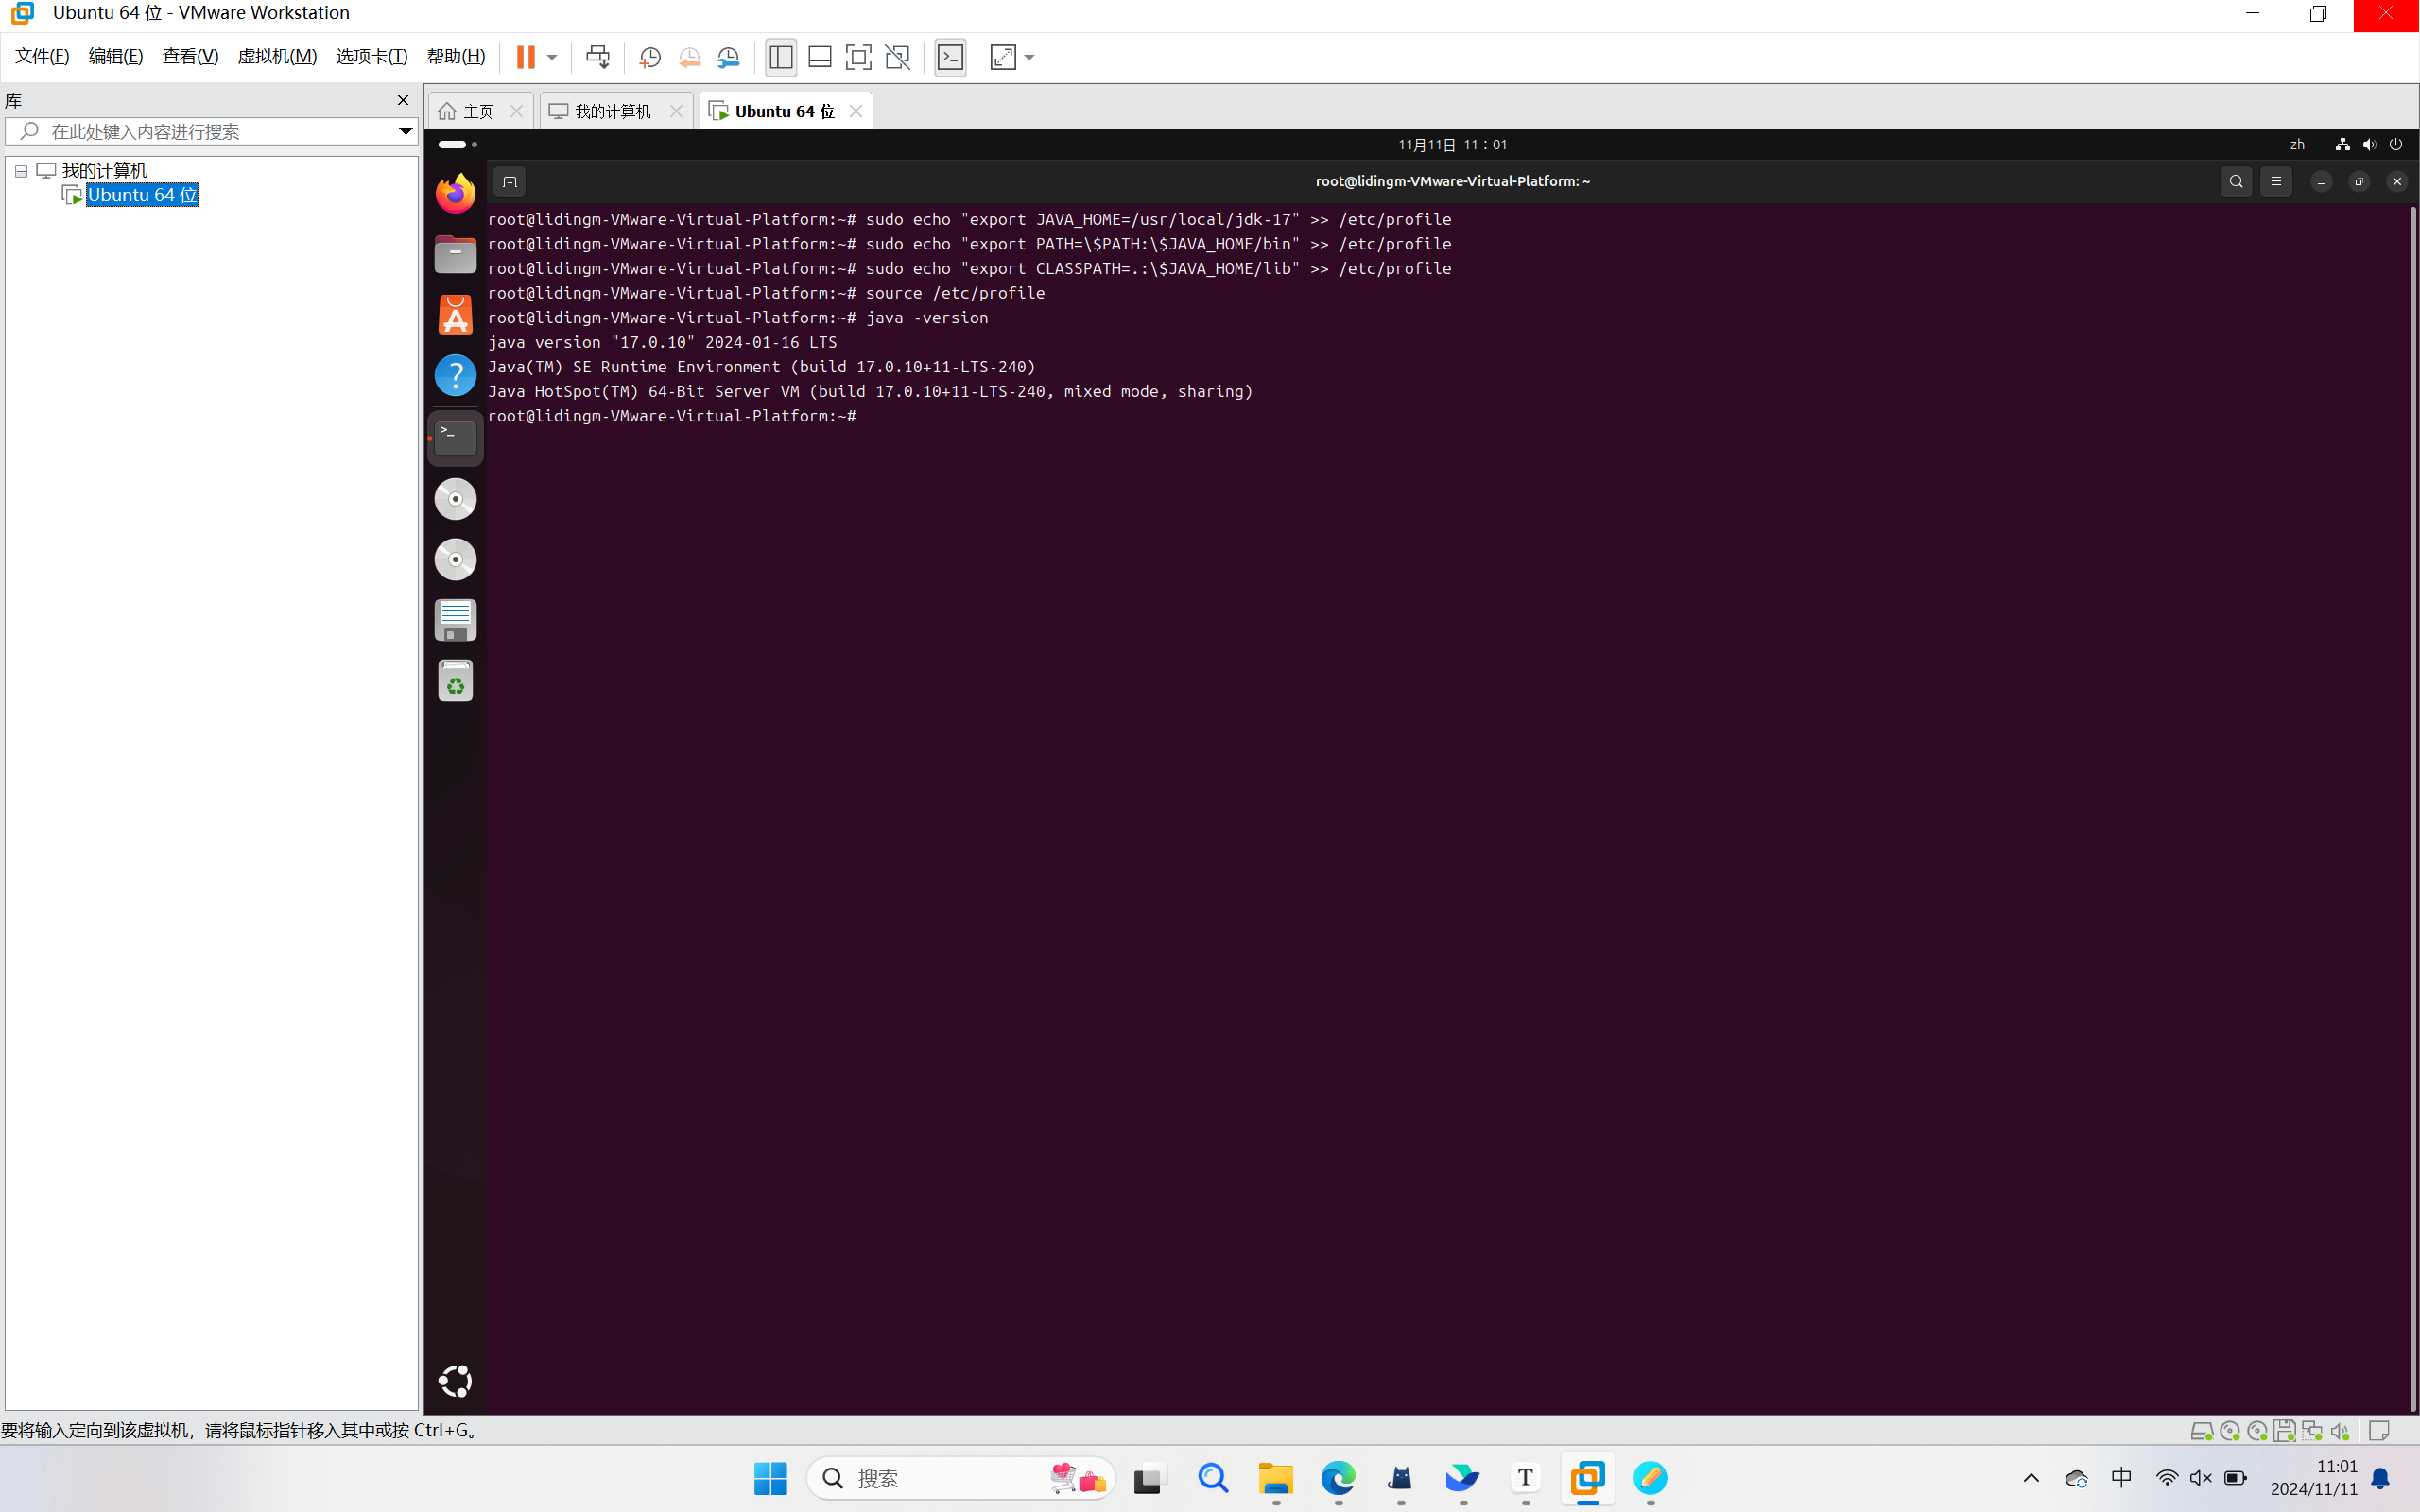 Ubuntu 64 位 - VMware Workstation
文件(F) 编辑(E) 查看(V) 虚拟机(M) 选项卡(T) 帮助(H)
库
在此处键入内容进行搜索
我的计算机
Ubuntu 64 位
主页 我的计算机 Ubuntu 64 位
11月11日 11：01
zh
root@lidingm-VMware-Virtual-Platform: ~
root@lidingm-VMware-Virtual-Platform:~# sudo echo "export JAVA_HOME=/usr/local/jdk-17" >> /etc/profile
root@lidingm-VMware-Virtual-Platform:~# sudo echo "export PATH=\$PATH:\$JAVA_HOME/bin" >> /etc/profile
root@lidingm-VMware-Virtual-Platform:~# sudo echo "export CLASSPATH=.:\$JAVA_HOME/lib" >> /etc/profile
root@lidingm-VMware-Virtual-Platform:~# source /etc/profile
root@lidingm-VMware-Virtual-Platform:~# java -version
java version "17.0.10" 2024-01-16 LTS
Java(TM) SE Runtime Environment (build 17.0.10+11-LTS-240)
Java HotSpot(TM) 64-Bit Server VM (build 17.0.10+11-LTS-240, mixed mode, sharing)
root@lidingm-VMware-Virtual-Platform:~#
要将输入定向到该虚拟机，请将鼠标指针移入其中或按 Ctrl+G。
搜索
T
中
11:01
2024/11/11